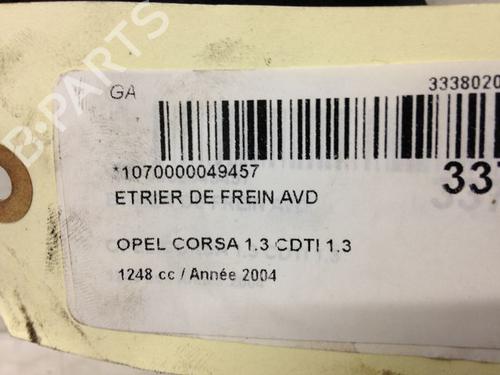 B-PARTS
GA
3338020
*1070000049457
337
ETRIER DE FREIN AVD
OPEL CORSA 1.3 CDTI 1.3
1248 cc / Année 2004